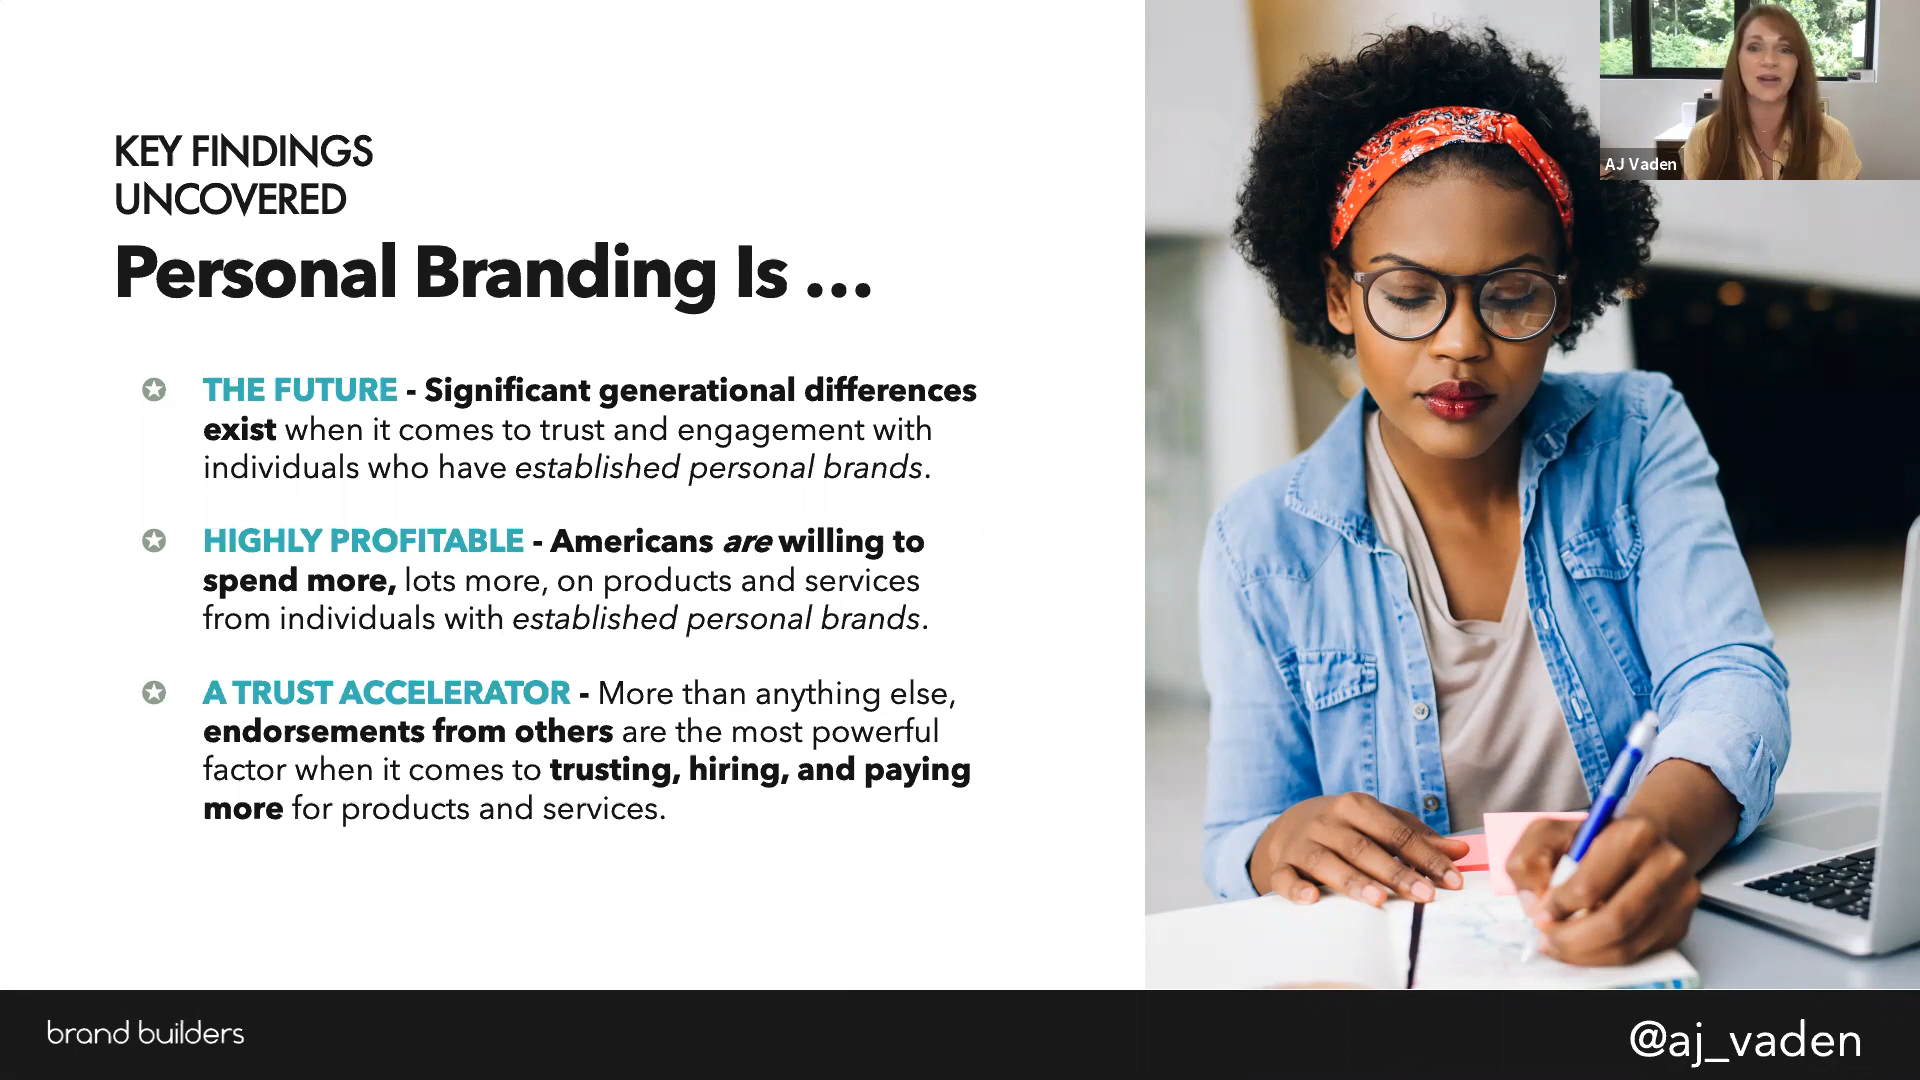 KEY FINDINGS
UNCOVERED
Personal Branding Is ...
THE FUTURE - Significant generational differences
exist when it comes to trust and engagement with
individuals who have established personal brands.
HIGHLY PROFITABLE - Americans are willing to
spend more, lots more, on products and services
from individuals with established personal brands.
A TRUST ACCELERATOR - More than anything else,
endorsements from others are the most powerful
factor when it comes to trusting, hiring, and paying
more for products and services.
AJ Vaden
brand builders
@aj_vaden